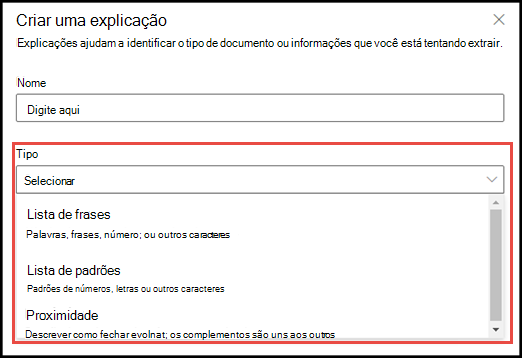 Criar uma explicação
Explicações ajudam a identificar o tipo de documento ou informações que você está tentando extrair.
Nome
Digite aqui
Tipo
Selecionar
Lista de frases
Palavras, frases, número; ou outros caracteres
Lista de padrões
Padrões de números, letras ou outros caracteres
Proximidade
Descrever como fechar evolnat; os complementos são uns aos outros